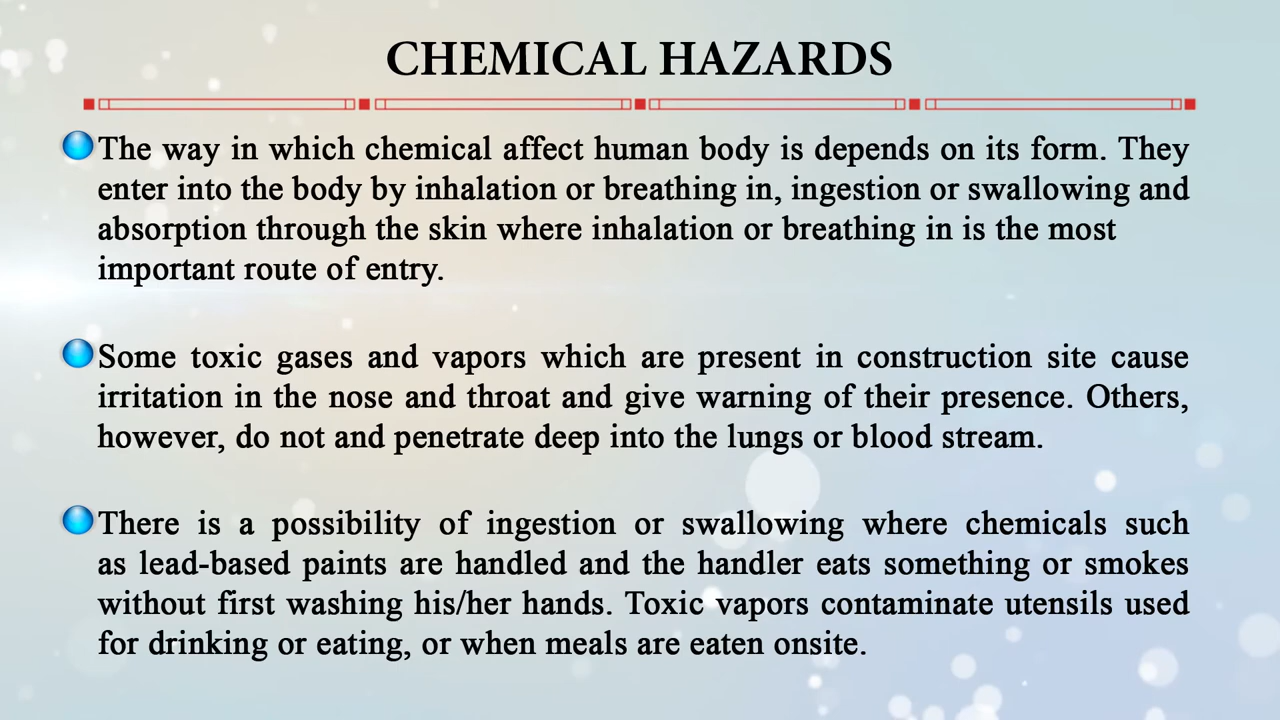 CHEMICAL HAZARDS
The way in which chemical affect human body is depends on its form. They
enter into the body by inhalation or breathing in, ingestion or swallowing and
absorption through the skin where inhalation or breathing in is the most
important route of entry.
Some toxic gases and vapors which are present in construction site cause
irritation in the nose and throat and give warning of their presence. Others,
however, do not and penetrate deep into the lungs or blood stream.
There is a possibility of ingestion or swallowing where chemicals such
as lead-based paints are handled and the handler eats something or smokes
without first washing his/her hands. Toxic vapors contaminate utensils used
for drinking or eating, or when meals are eaten onsite.